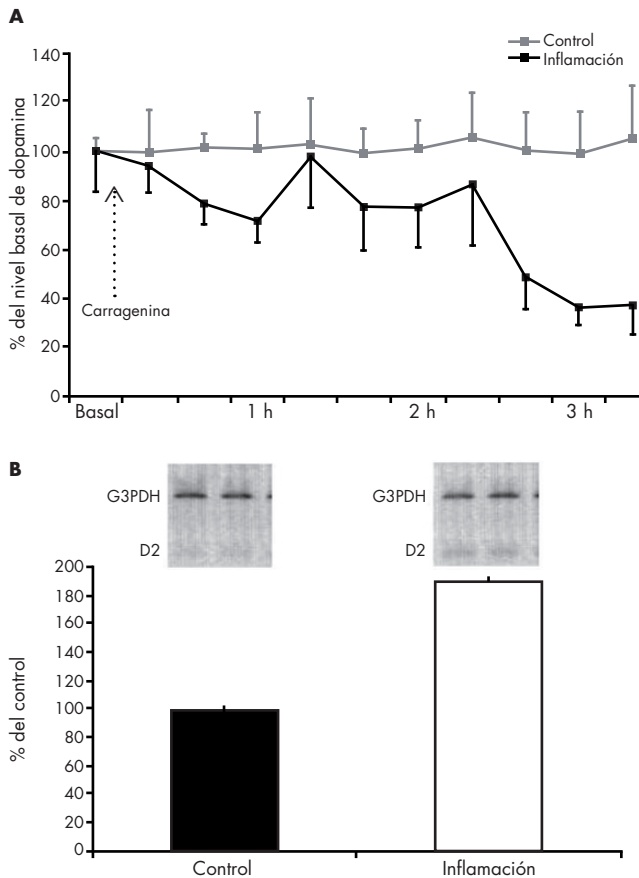 A
Control
Inflamación
% del nivel basal de dopamina
140
120
100
80
60
40
20
0
Carragenina
Basal 1 h 2 h 3 h
B
G3PDH G3PDH
D2 D2
% del control
200
180
160
140
120
100
80
60
40
20
0
Control Inflamación